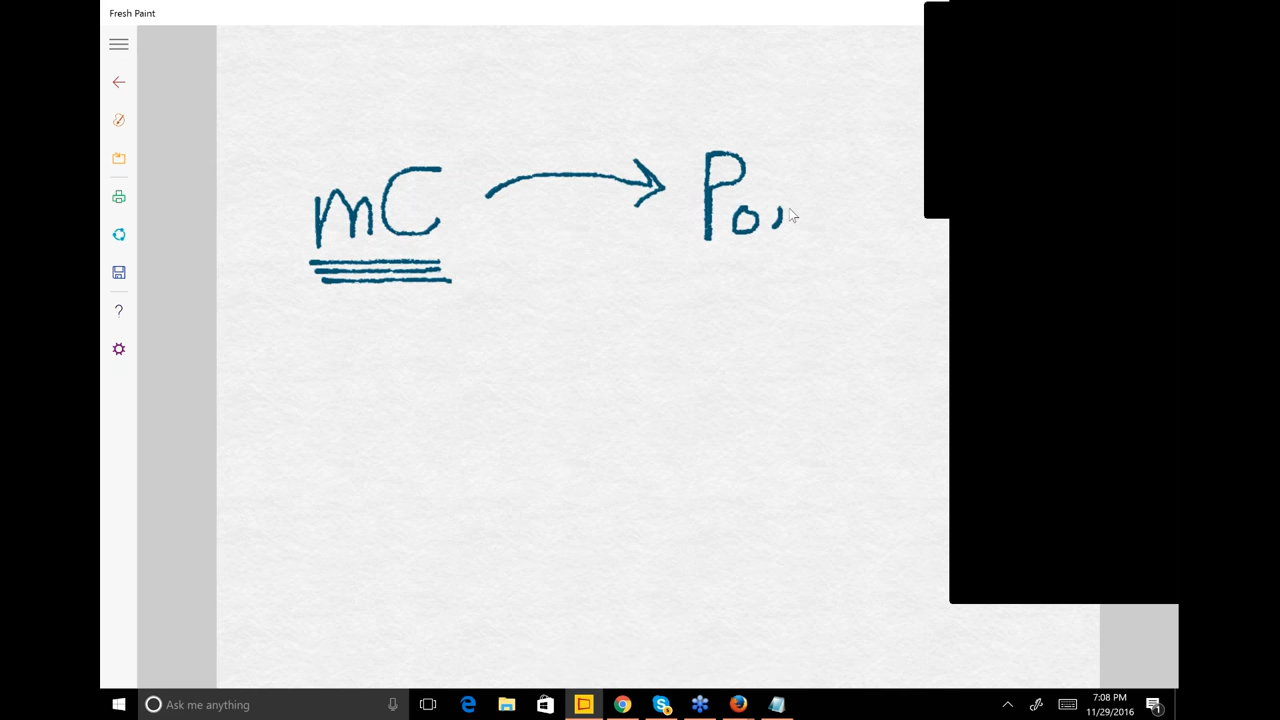 Fresh Paint
mC → Po
?
Ask me anything
7:08 PM
11/29/2016